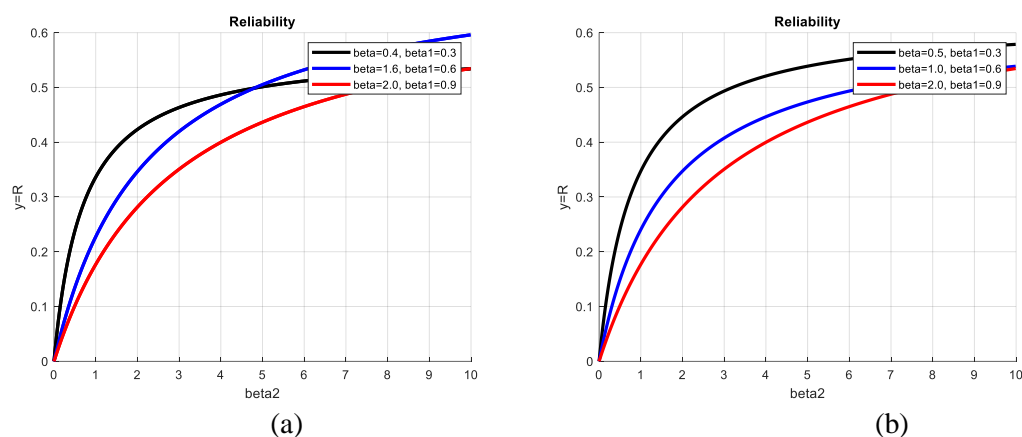 Reliability
0.6
0.5
0.4
0.3
0.2
0.1
0
y=R
beta=0.4, beta1=0.3
beta=1.6, beta1=0.6
beta=2.0, beta1=0.9
0 1 2 3 4 5 6 7 8 9 10
beta2
(a)
Reliability
0.6
0.5
0.4
0.3
0.2
0.1
0
y=R
beta=0.5, beta1=0.3
beta=1.0, beta1=0.6
beta=2.0, beta1=0.9
0 1 2 3 4 5 6 7 8 9 10
beta2
(b)